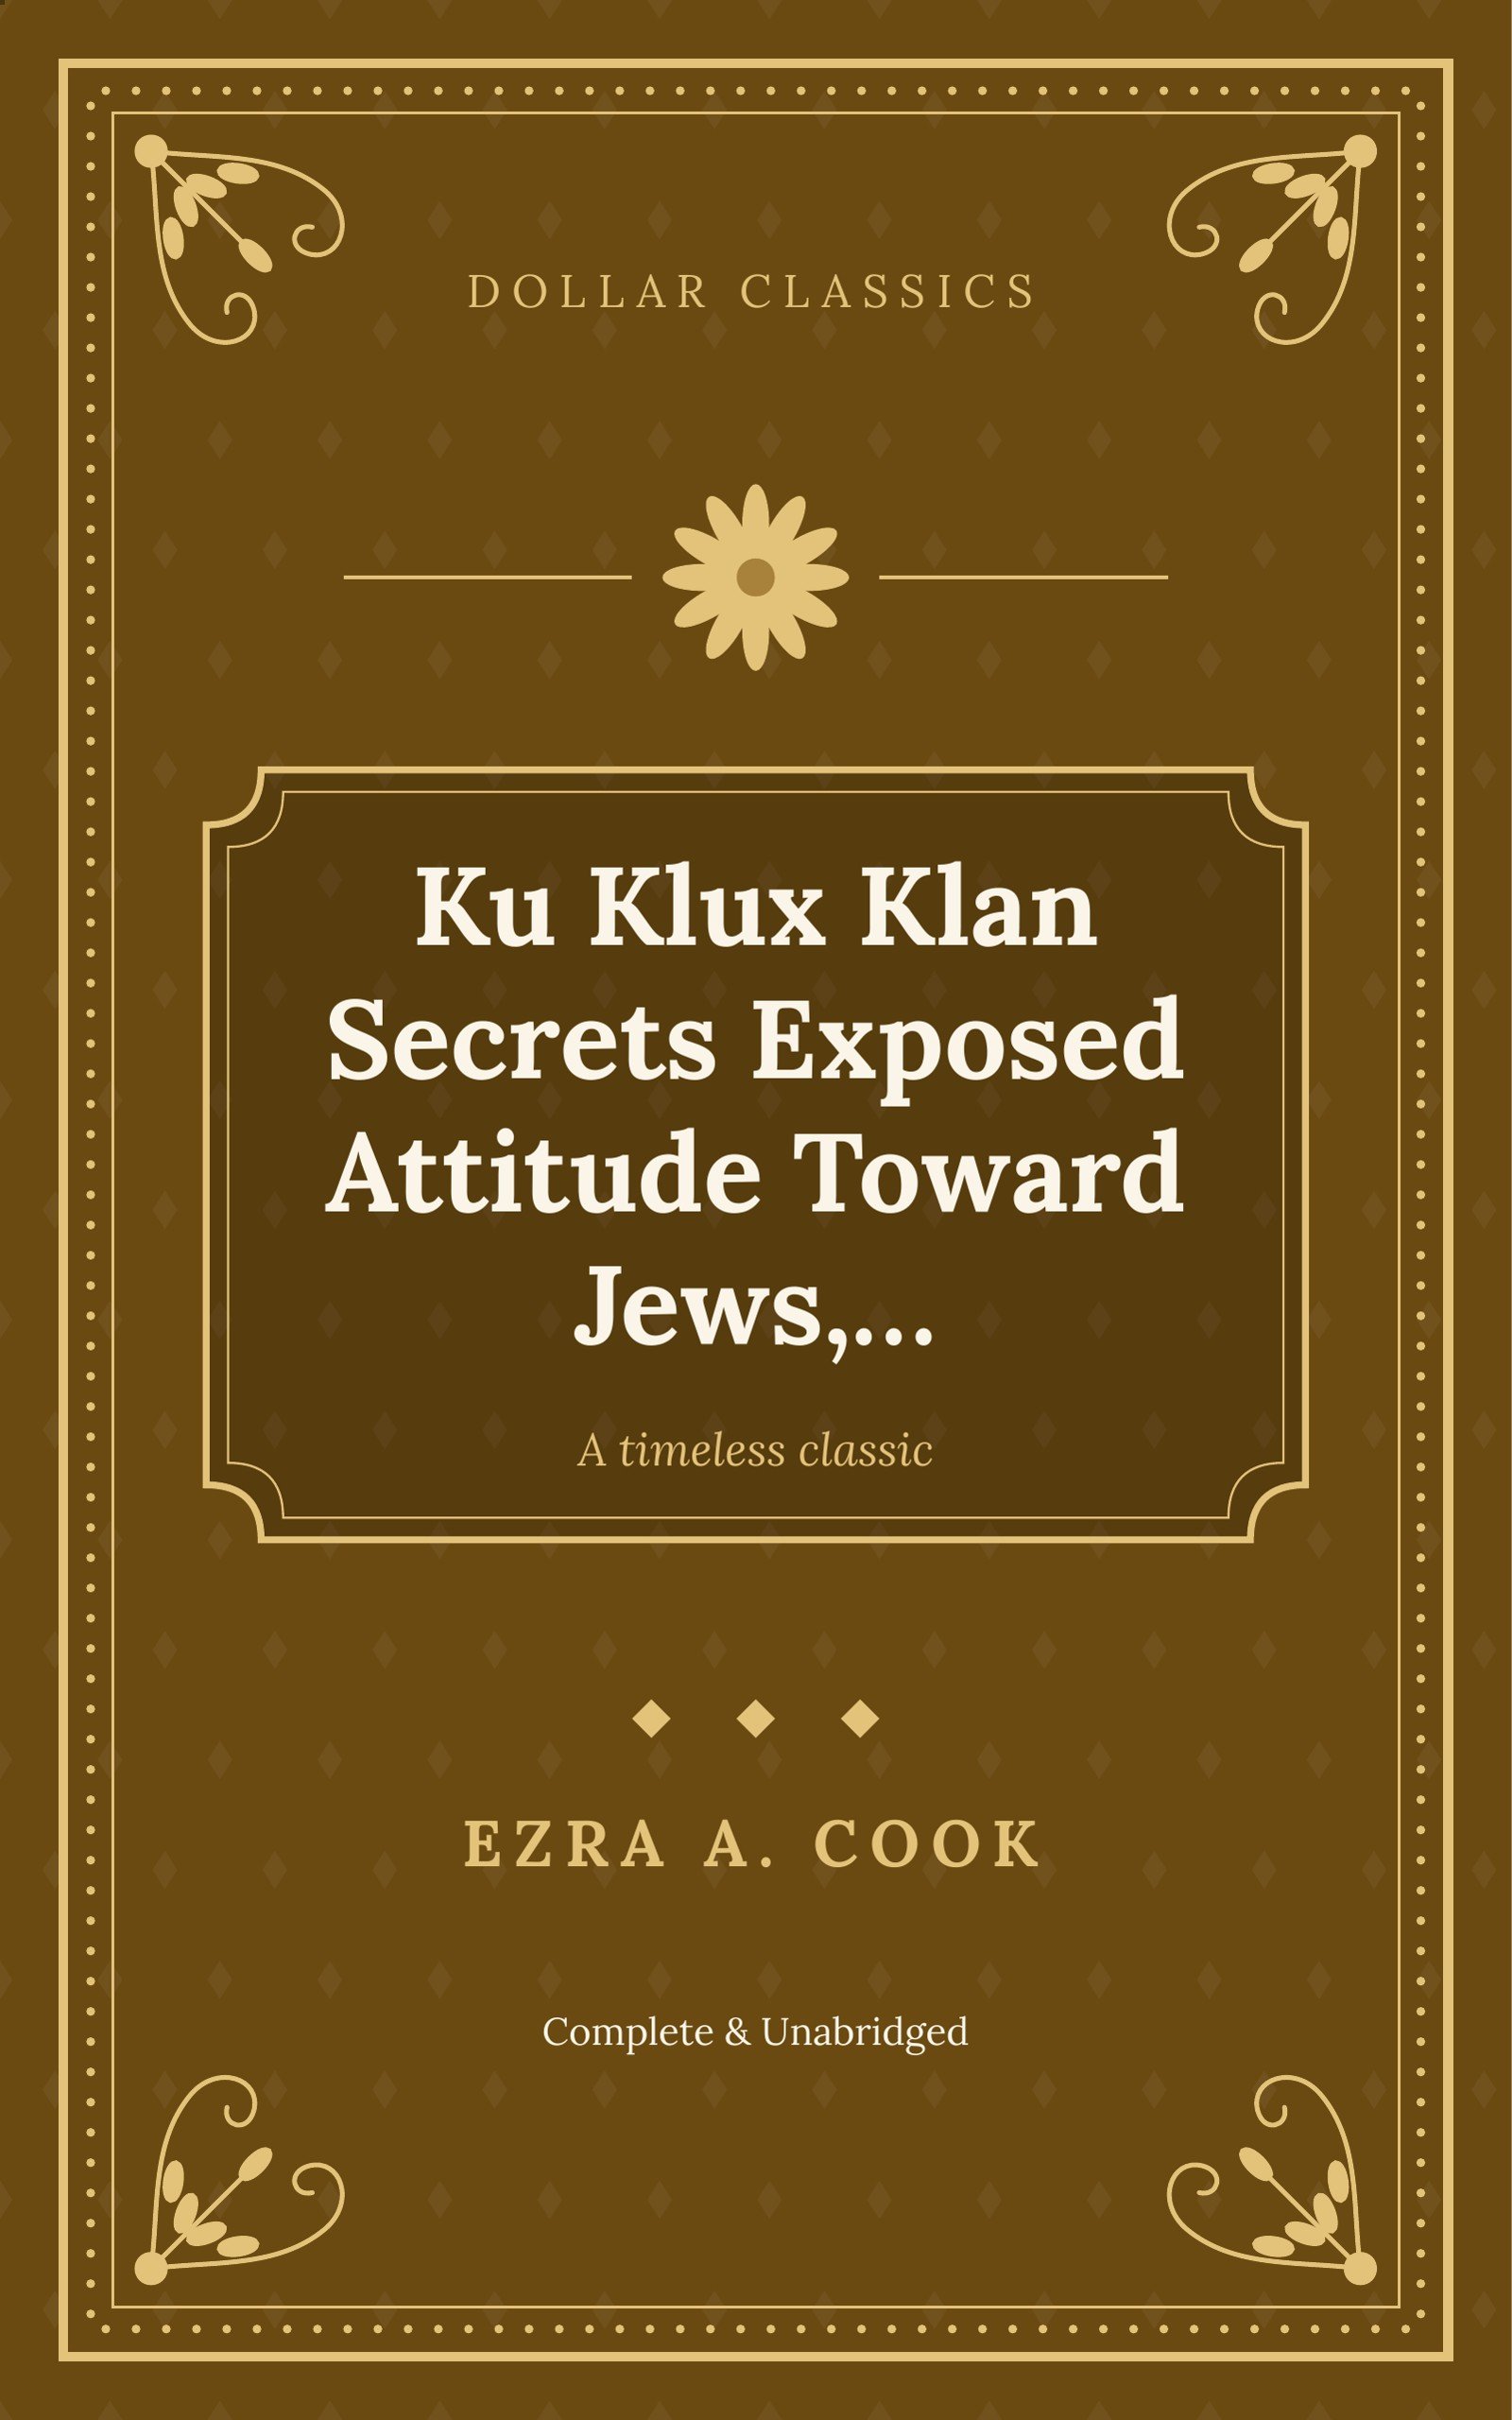 DOLLAR CLASSICS
Ku Klux Klan
Secrets Exposed
Attitude Toward
Jews,...
A timeless classic
EZRA A. COOK
Complete & Unabridged